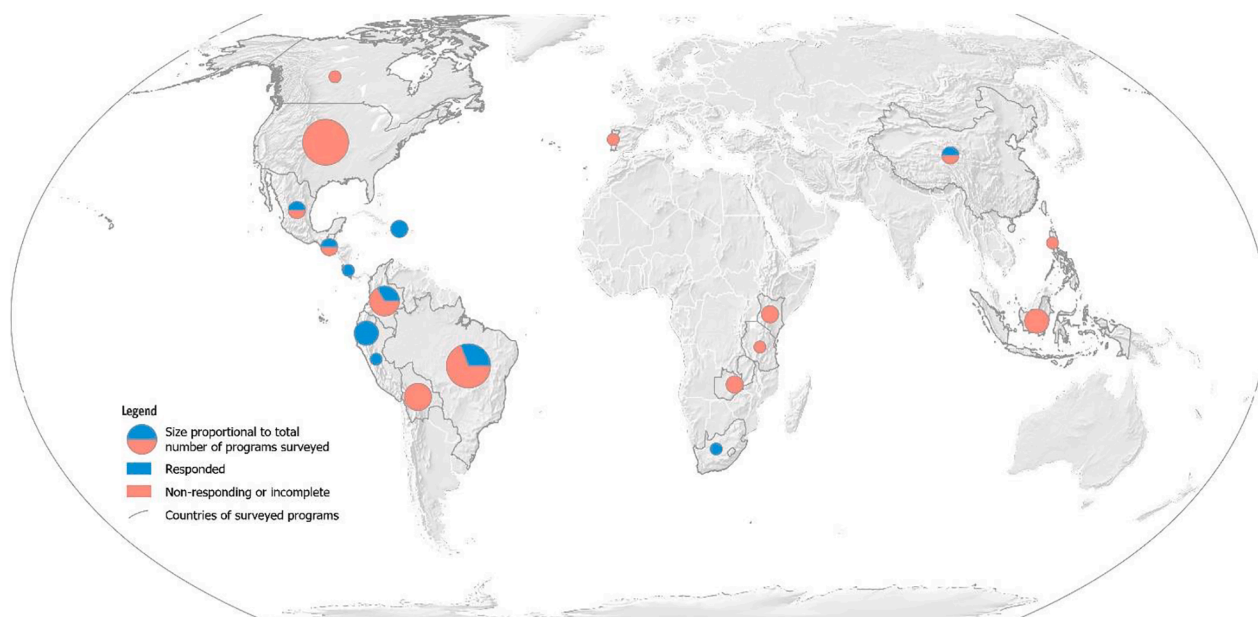 Legend
Size proportional to total
number of programs surveyed
Responded
Non-responding or incomplete
Countries of surveyed programs